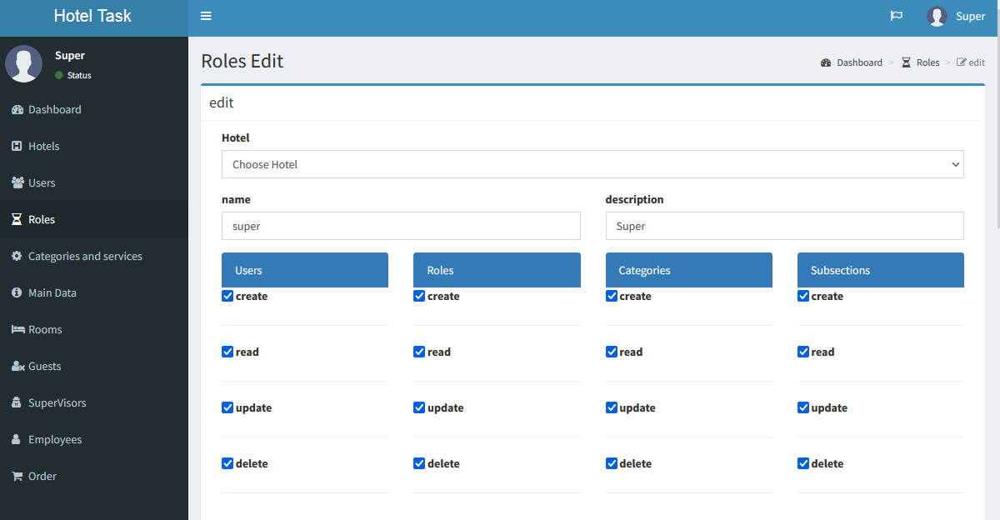 Hotel Task
Super
Super
Status
Dashboard
Hotels
Users
Roles
Categories and services
Main Data
Rooms
Guests
SuperVisors
Employees
Order
Roles Edit
Dashboard > Roles > edit
edit
Hotel
Choose Hotel
name description
super Super
Users Roles Categories Subsections
create create create create
read read read read
update update update update
delete delete delete delete